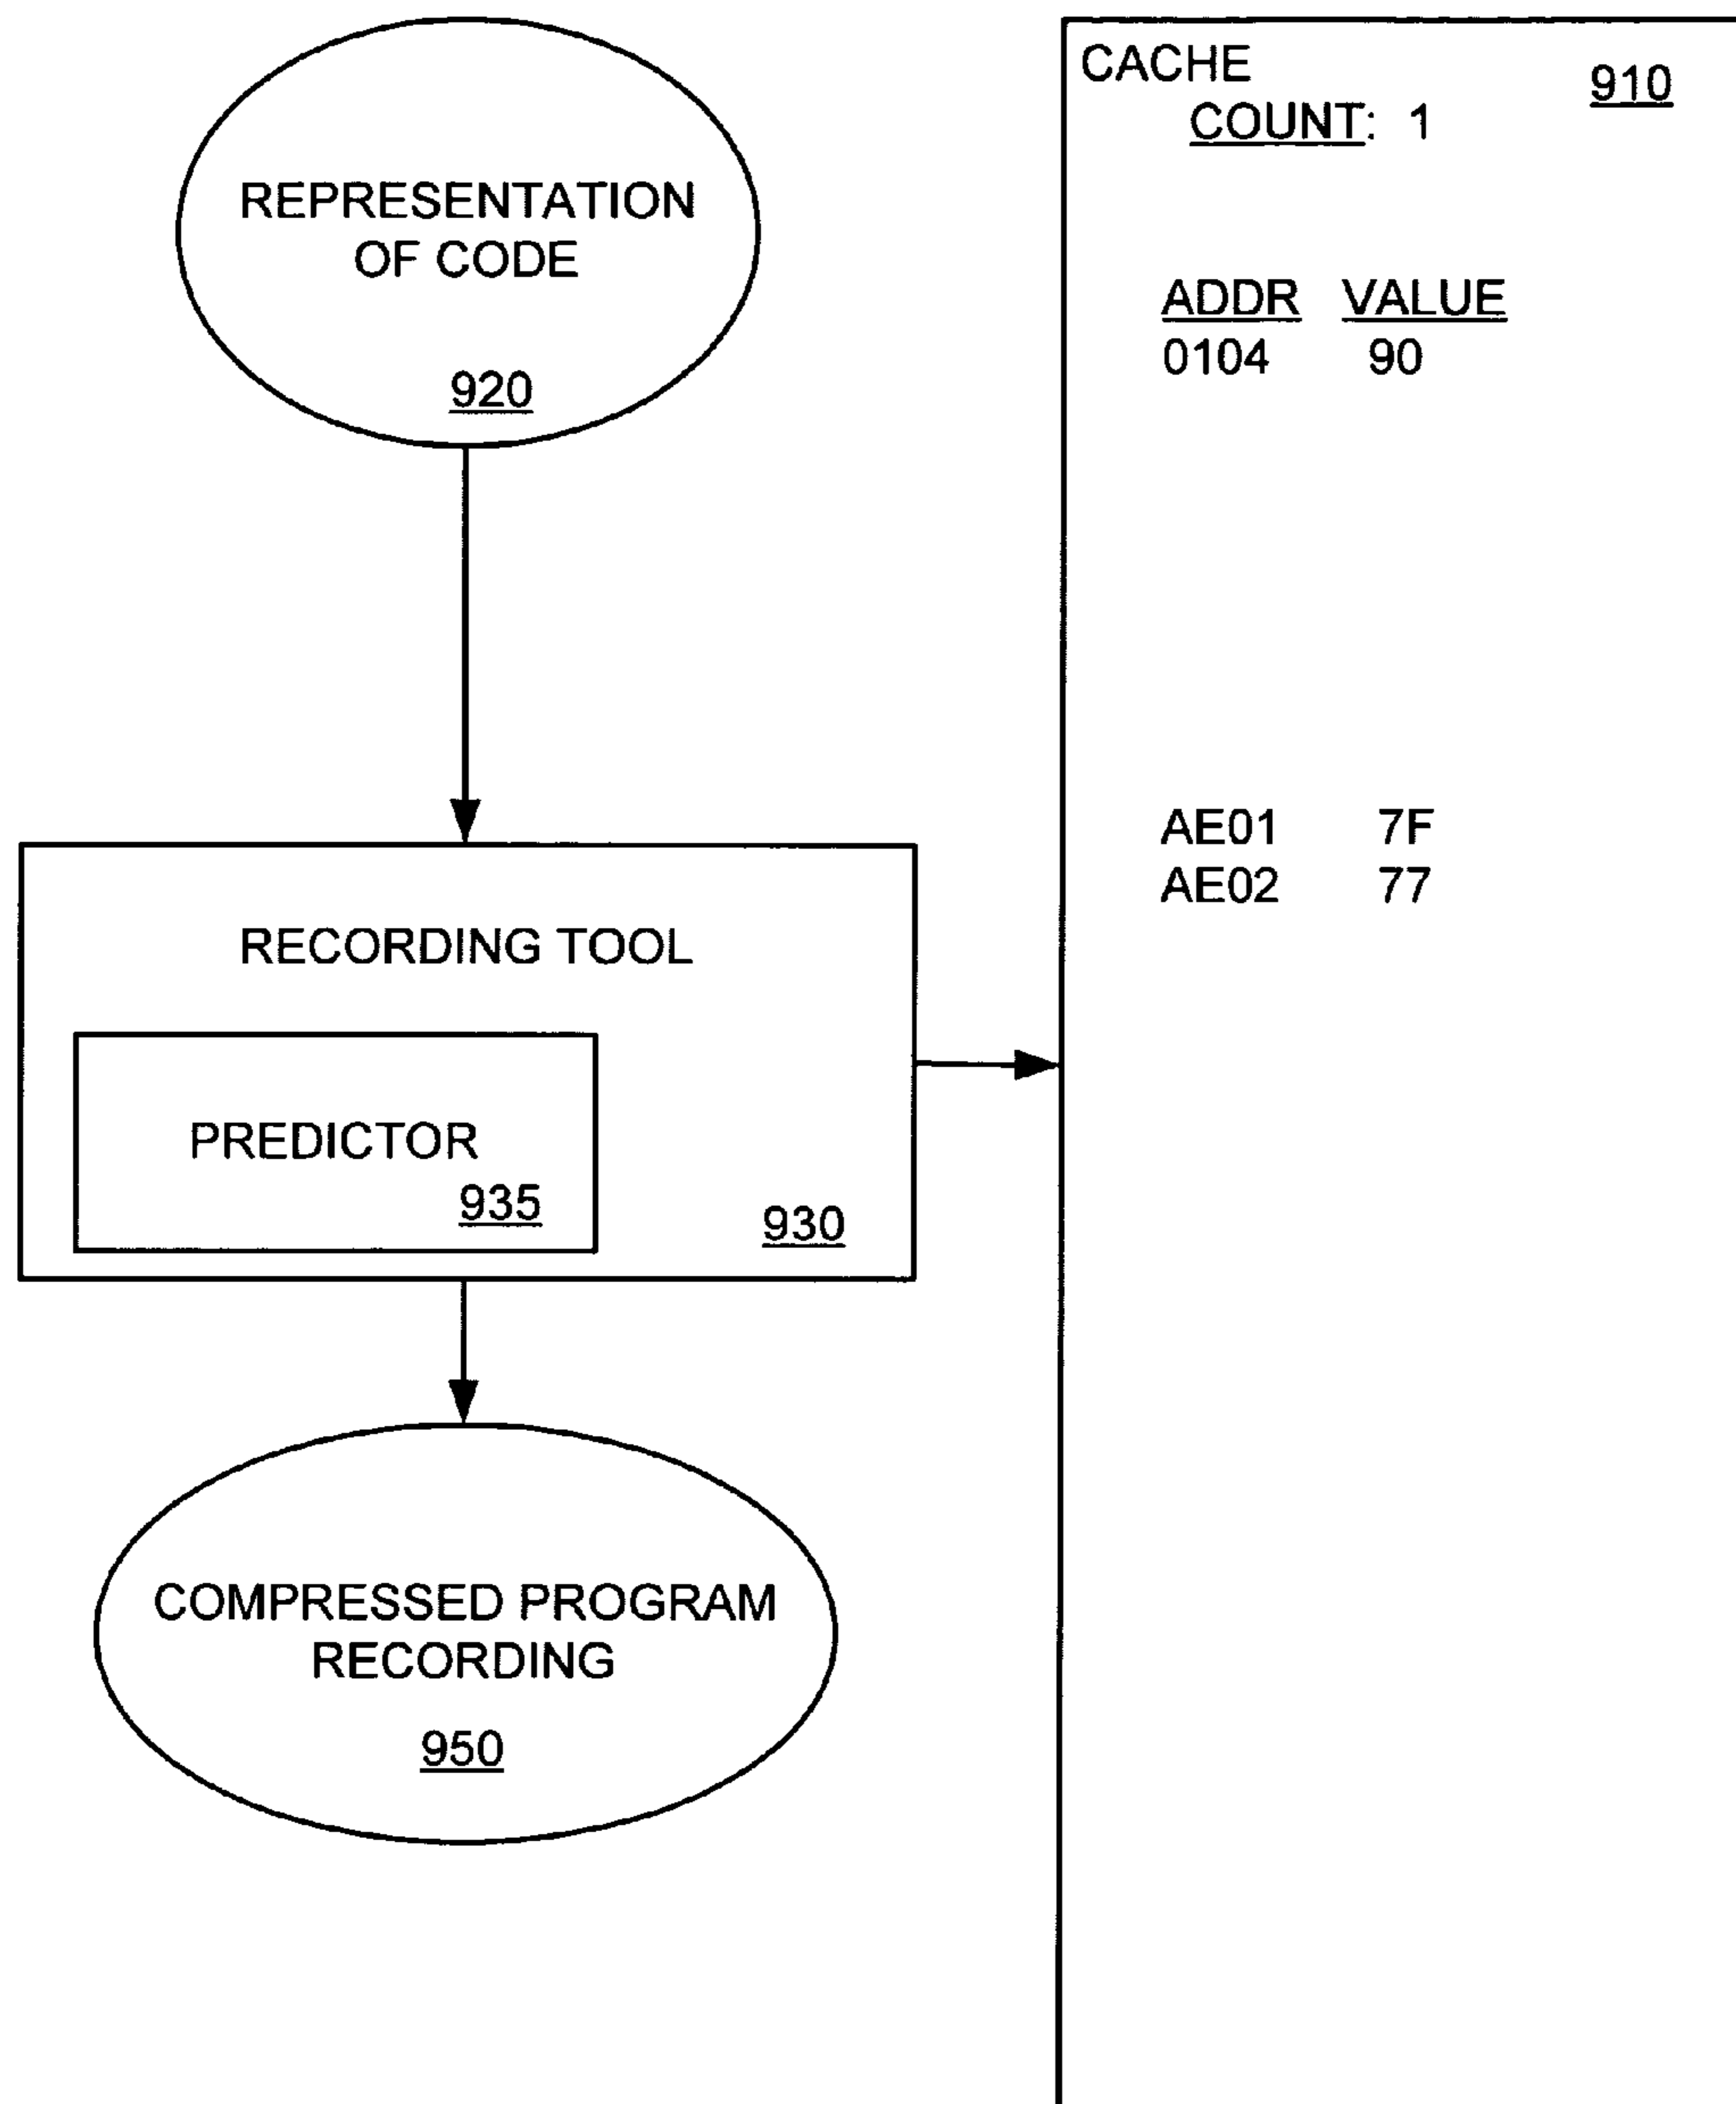 REPRESENTATION
OF CODE
920
RECORDING TOOL
PREDICTOR
935
930
COMPRESSED PROGRAM
RECORDING
950
CACHE
910
COUNT: 1
ADDR VALUE
0104 90
AE01 7F
AE02 77